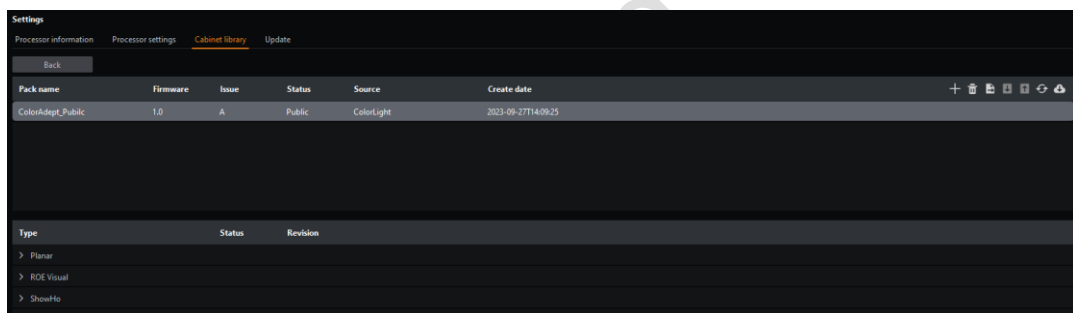 Settings
Processor information Processor settings Cabinet library Update
Back
Pack name Firmware Issue Status Source Create date
ColorAdept_Pubilc 1.0 A Public ColorLight 2023-09-27T14:09:25
Type Status Revision
Planar
ROE Visual
ShowHo